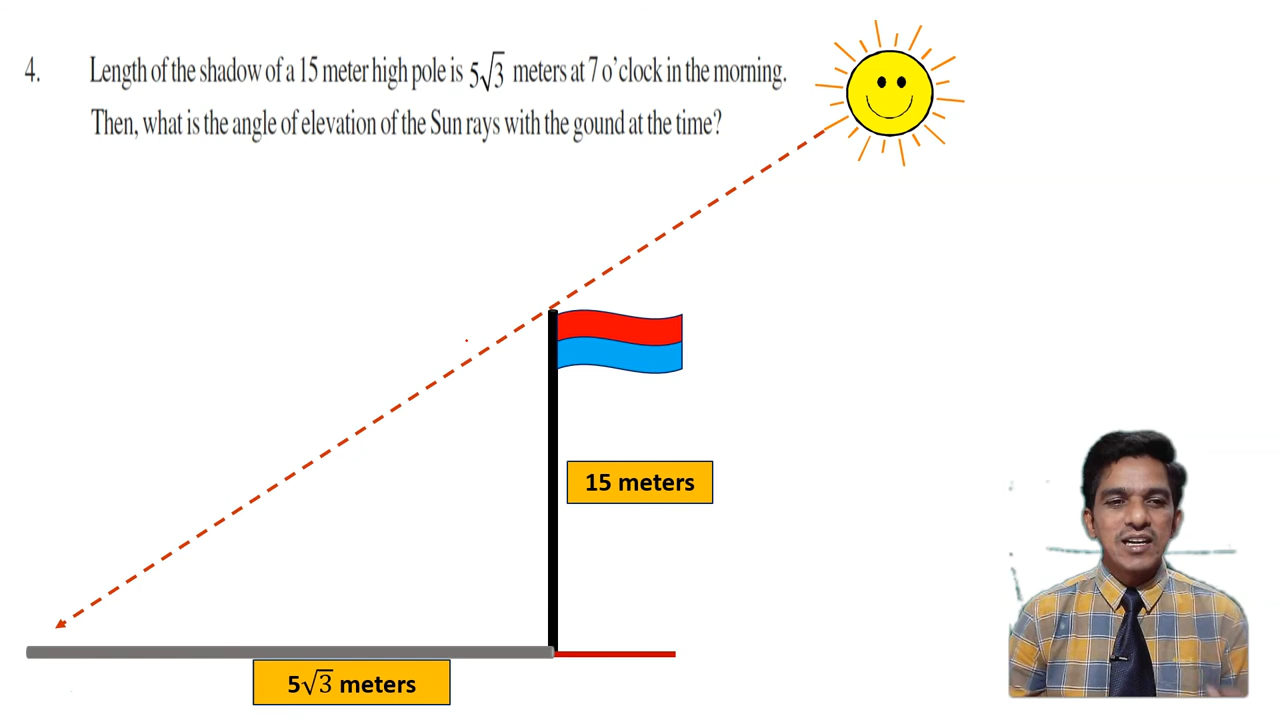 4. Length of the shadow of a 15 meter high pole is 5√3 meters at 7 o'clock in the morning.
Then, what is the angle of elevation of the Sun rays with the gound at the time?
15 meters
5√3 meters